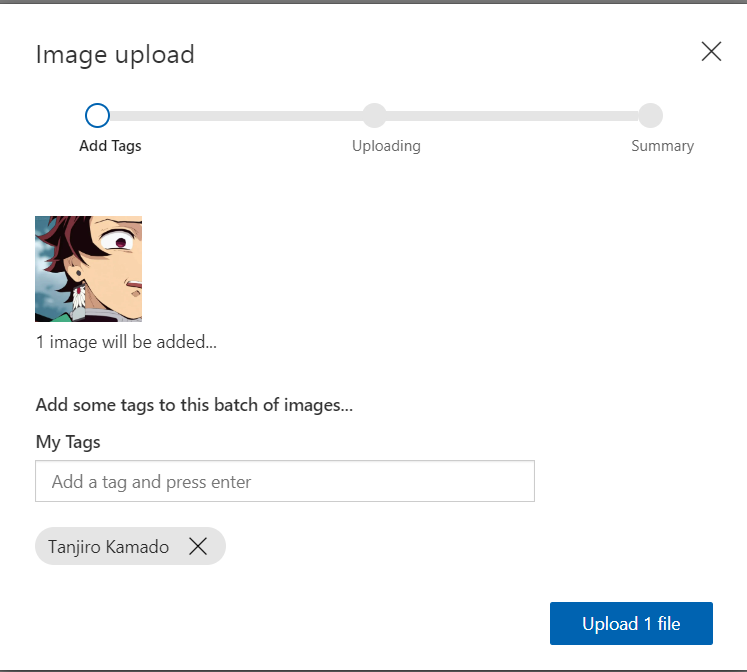 Image upload
Add Tags
Uploading
Summary
1 image will be added...
Add some tags to this batch of images...
My Tags
Add a tag and press enter
Tanjiro Kamado
Upload 1 file